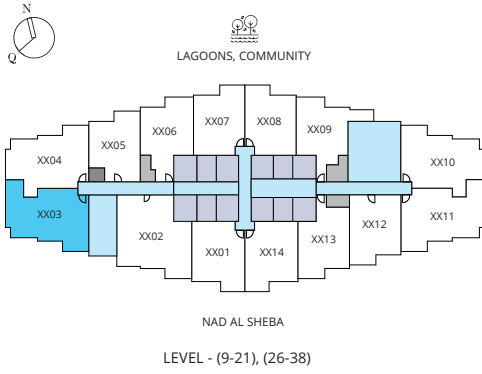 N
Q
LAGOONS, COMMUNITY
XX07
XX08
XX06
XX09
XX05
XX04
XX10
XX03
XX11
XX02
XX12
XX13
XX01
XX14
NAD AL SHEBA
LEVEL - (9-21), (26-38)